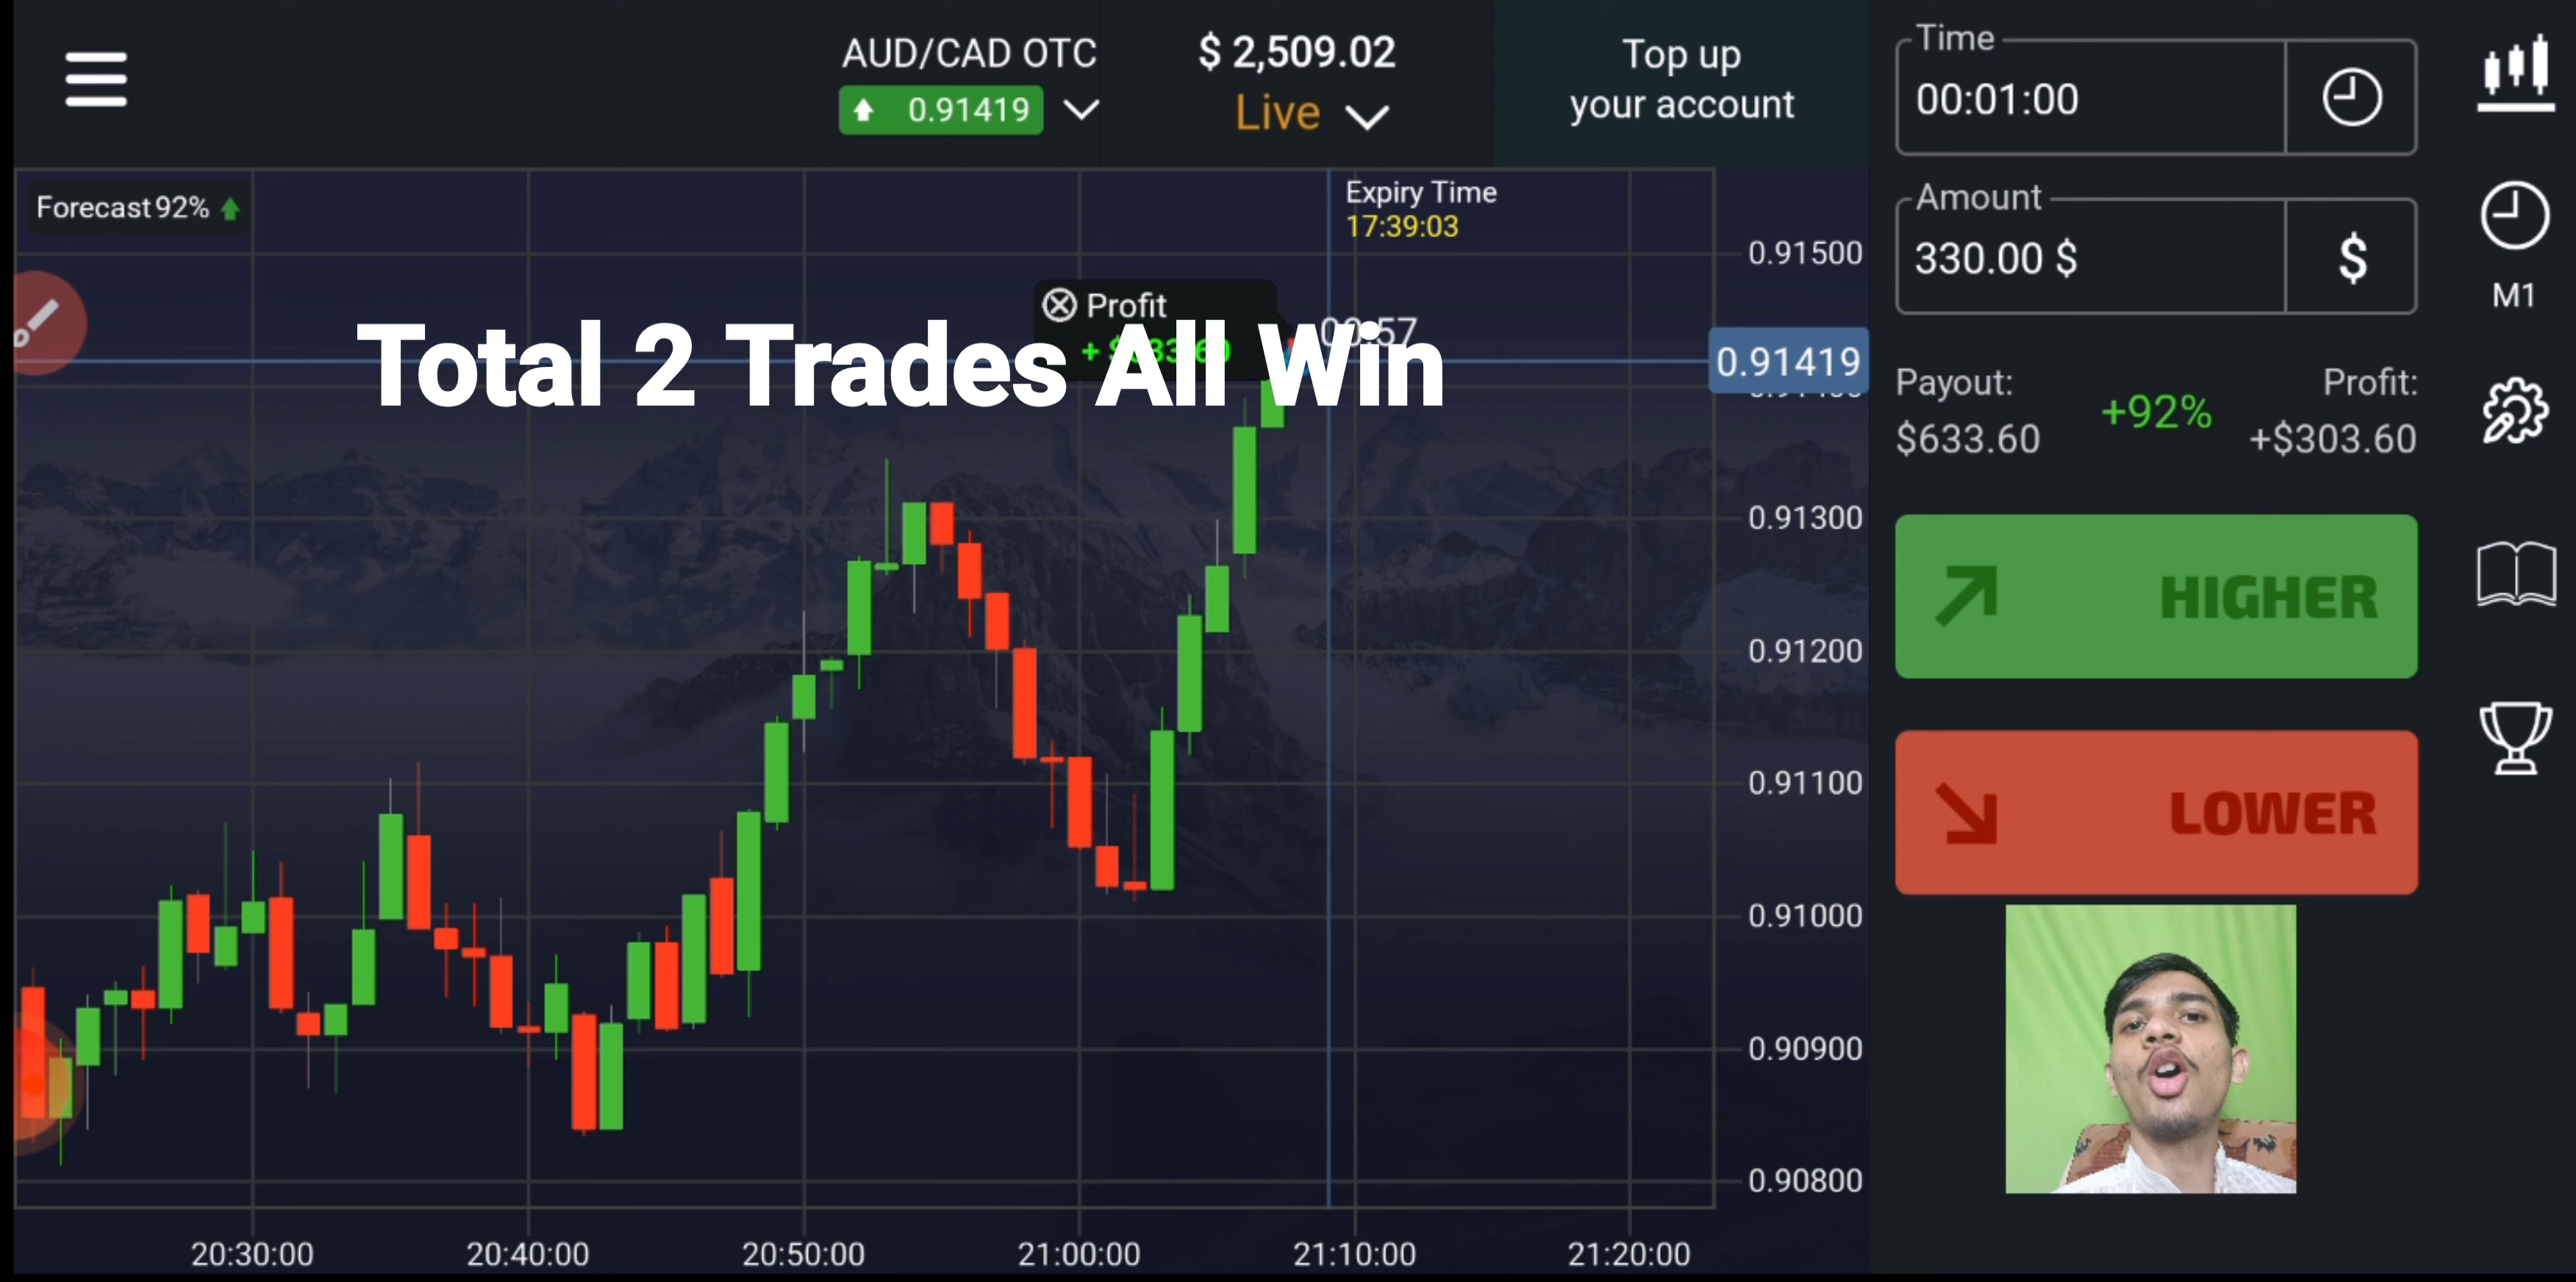 AUD/CAD OTC
0.91419
$ 2,509.02
Live
Top up
your account
Time
00:01:00
Amount
330.00 $
$
M1
Forecast 92%
Expiry Time
17:39:03
Profit
Total 2 Trades All Win
0.91500
0.91419
0.91300
0.91200
0.91100
0.91000
0.90900
0.90800
Payout:
$633.60
+92%
Profit:
+$303.60
HIGHER
LOWER
20:30:00
20:40:00
20:50:00
21:00:00
21:10:00
21:20:00